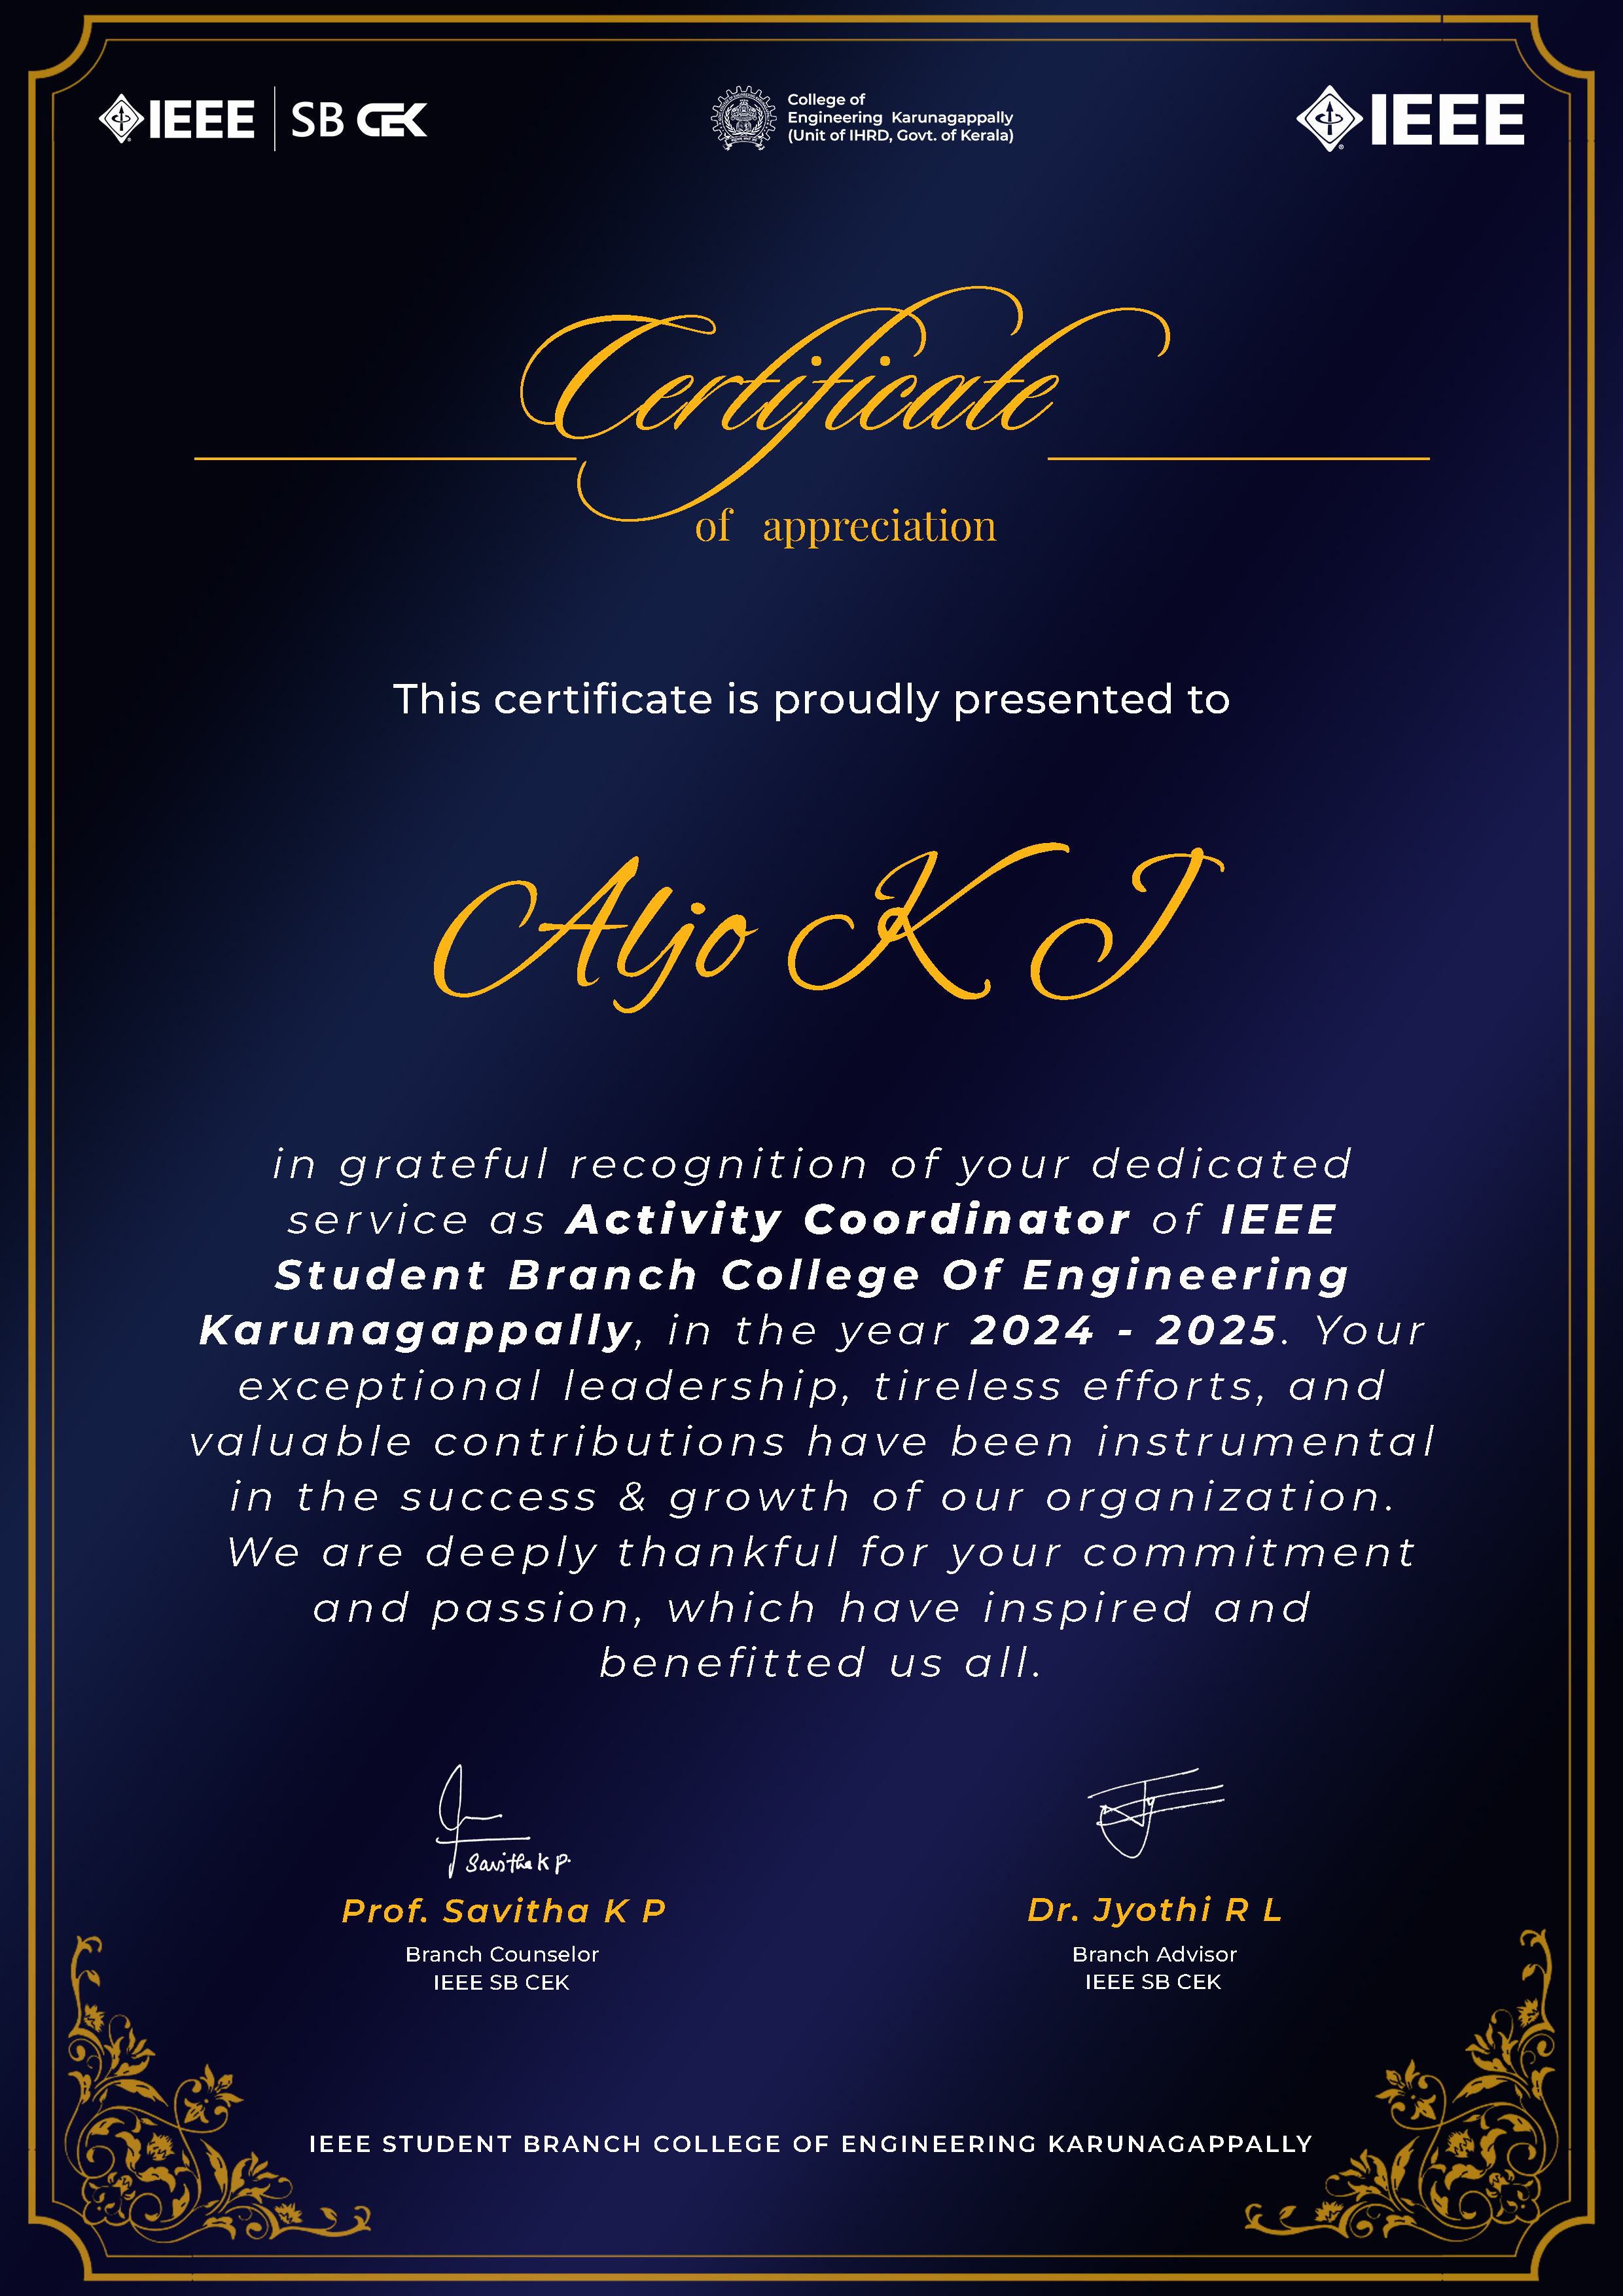 IEEE | SB CEK
College of
Engineering Karunagappally
(Unit of IHRD, Govt. of Kerala)
IEEE
Certificate
of appreciation
This certificate is proudly presented to
Aljo K J
in grateful recognition of your dedicated
service as Activity Coordinator of IEEE
Student Branch College Of Engineering
Karunagappally, in the year 2024 - 2025. Your
exceptional leadership, tireless efforts, and
valuable contributions have been instrumental
in the success & growth of our organization.
We are deeply thankful for your commitment
and passion, which have inspired and
benefitted us all.
Savitha K P.
Prof. Savitha K P
Branch Counselor
IEEE SB CEK
Dr. Jyothi R L
Branch Advisor
IEEE SB CEK
IEEE STUDENT BRANCH COLLEGE OF ENGINEERING KARUNAGAPPALLY